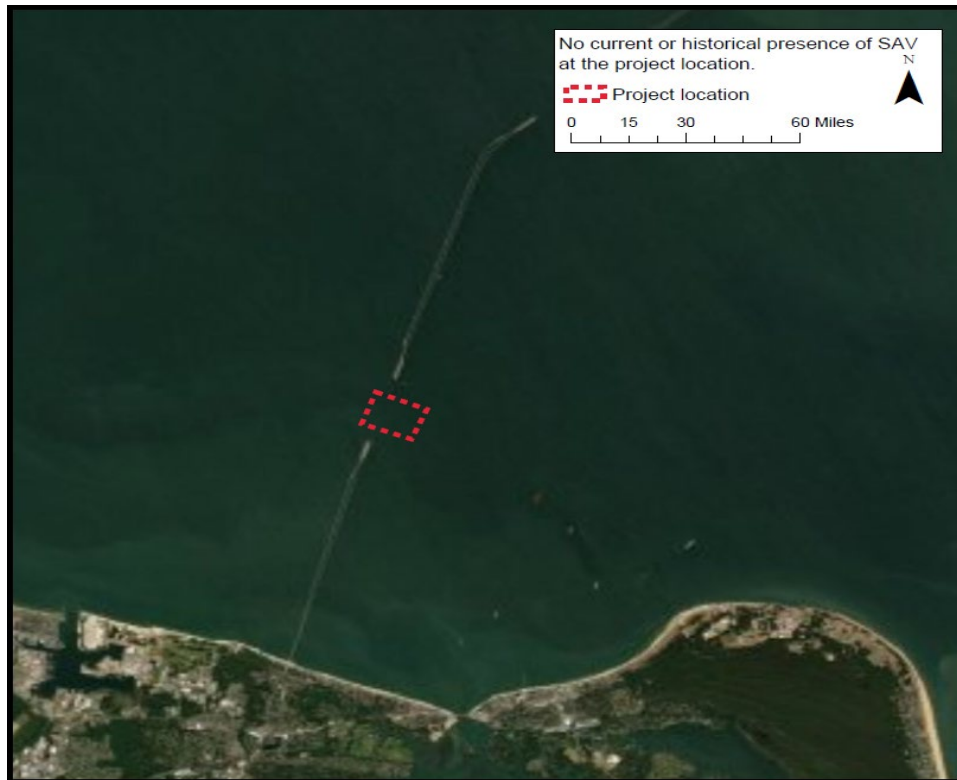 No current or historical presence of SAV
at the project location.
N
Project location
0 15 30 60 Miles